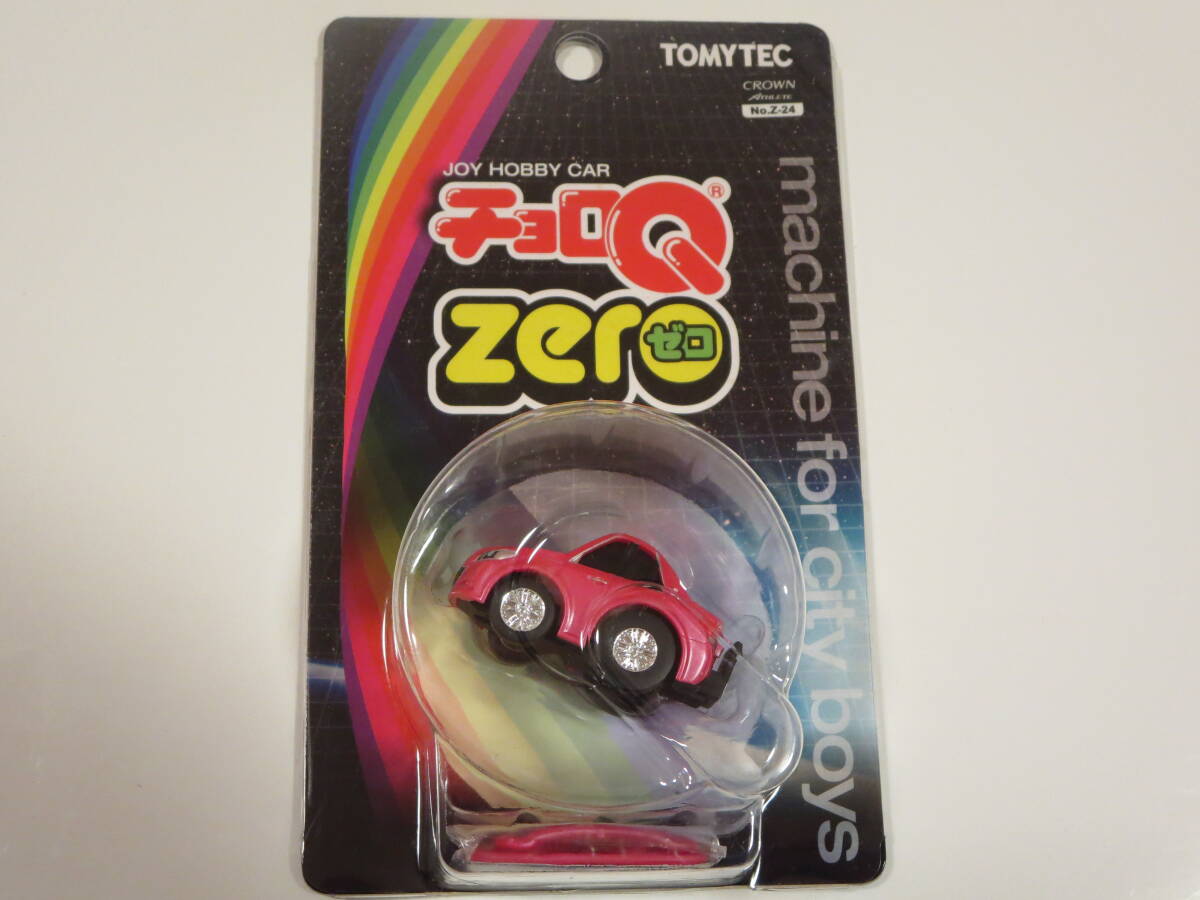 TOMYTEC
CROWN
ATHLETE
No.Z-24
JOY HOBBY CAR
チョロQ®
zero
ゼロ
machine for city boys